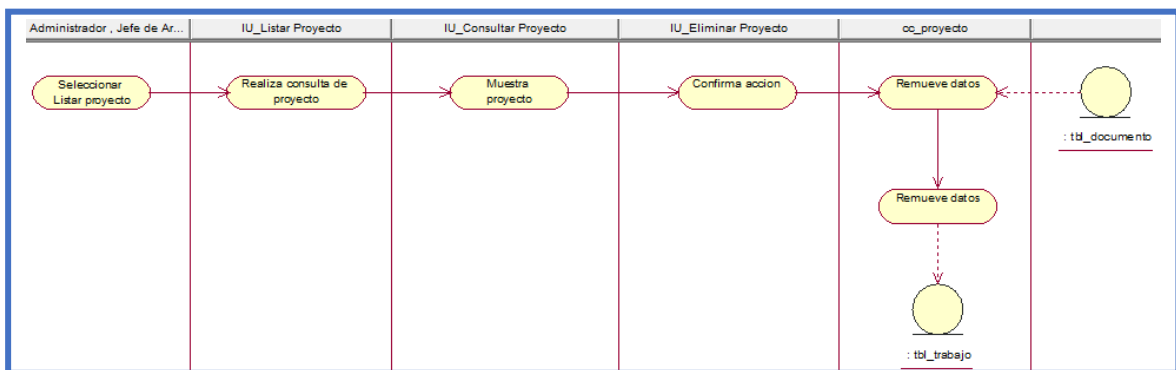 Administrador , Jefe de Ar...
IU_Listar Proyecto
IU_Consultar Proyecto
IU_Eliminar Proyecto
cc_proyecto
Seleccionar
Listar proyecto
Realiza consulta de
proyecto
Muestra
proyecto
Confirma accion
Remueve datos
: tbl_documento
Remueve datos
: tbl_trabajo